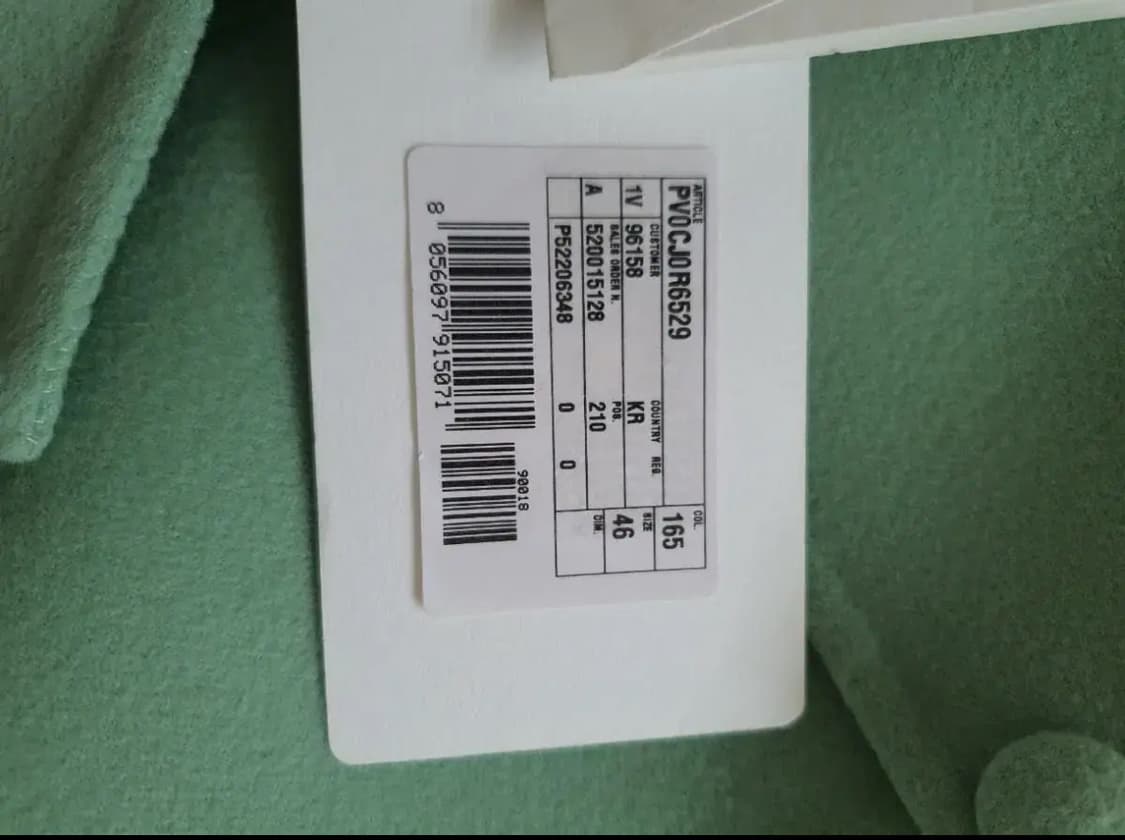 ARTICLE COL.
PV0CJ0R6529 165
CUSTOMER COUNTRY REG. SIZE
1V 96158 KR 46
SALES ORDER N. POS. DIM.
A 520015128 210
P52206348 0 0
90018
8 056097 915071